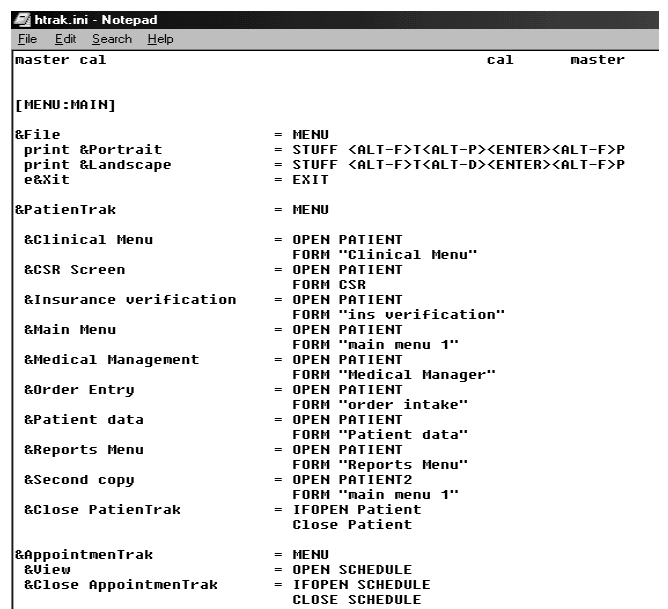 htrak.ini - Notepad
File Edit Search Help
master cal cal master
[MENU:MAIN]
&File = MENU
print &Portrait = STUFF <ALT-F>T<ALT-P><ENTER><ALT-F>P
print &Landscape = STUFF <ALT-F>T<ALT-D><ENTER><ALT-F>P
e&Xit = EXIT
&PatienTrak = MENU
&Clinical Menu = OPEN PATIENT
FORM "Clinical Menu"
&CSR Screen = OPEN PATIENT
FORM CSR
&Insurance verification = OPEN PATIENT
FORM "ins verification"
&Main Menu = OPEN PATIENT
FORM "main menu 1"
&Medical Management = OPEN PATIENT
FORM "Medical Manager"
&Order Entry = OPEN PATIENT
FORM "order intake"
&Patient data = OPEN PATIENT
FORM "Patient data"
&Reports Menu = OPEN PATIENT
FORM "Reports Menu"
&Second copy = OPEN PATIENT2
FORM "main menu 1"
&Close PatienTrak = IFOPEN Patient
Close Patient
&AppointmenTrak = MENU
&View = OPEN SCHEDULE
&Close AppointmenTrak = IFOPEN SCHEDULE
CLOSE SCHEDULE